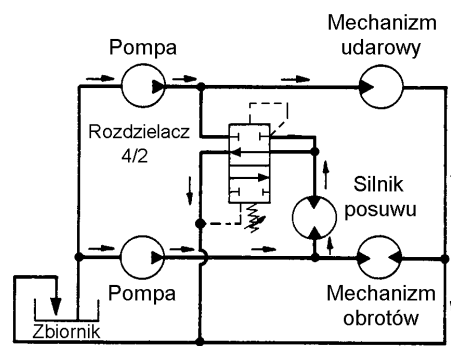 Mechanizm
udarowy
Pompa
Rozdzielacz
4/2
Silnik
posuwu
Pompa
Mechanizm
obrotów
Zbiornik